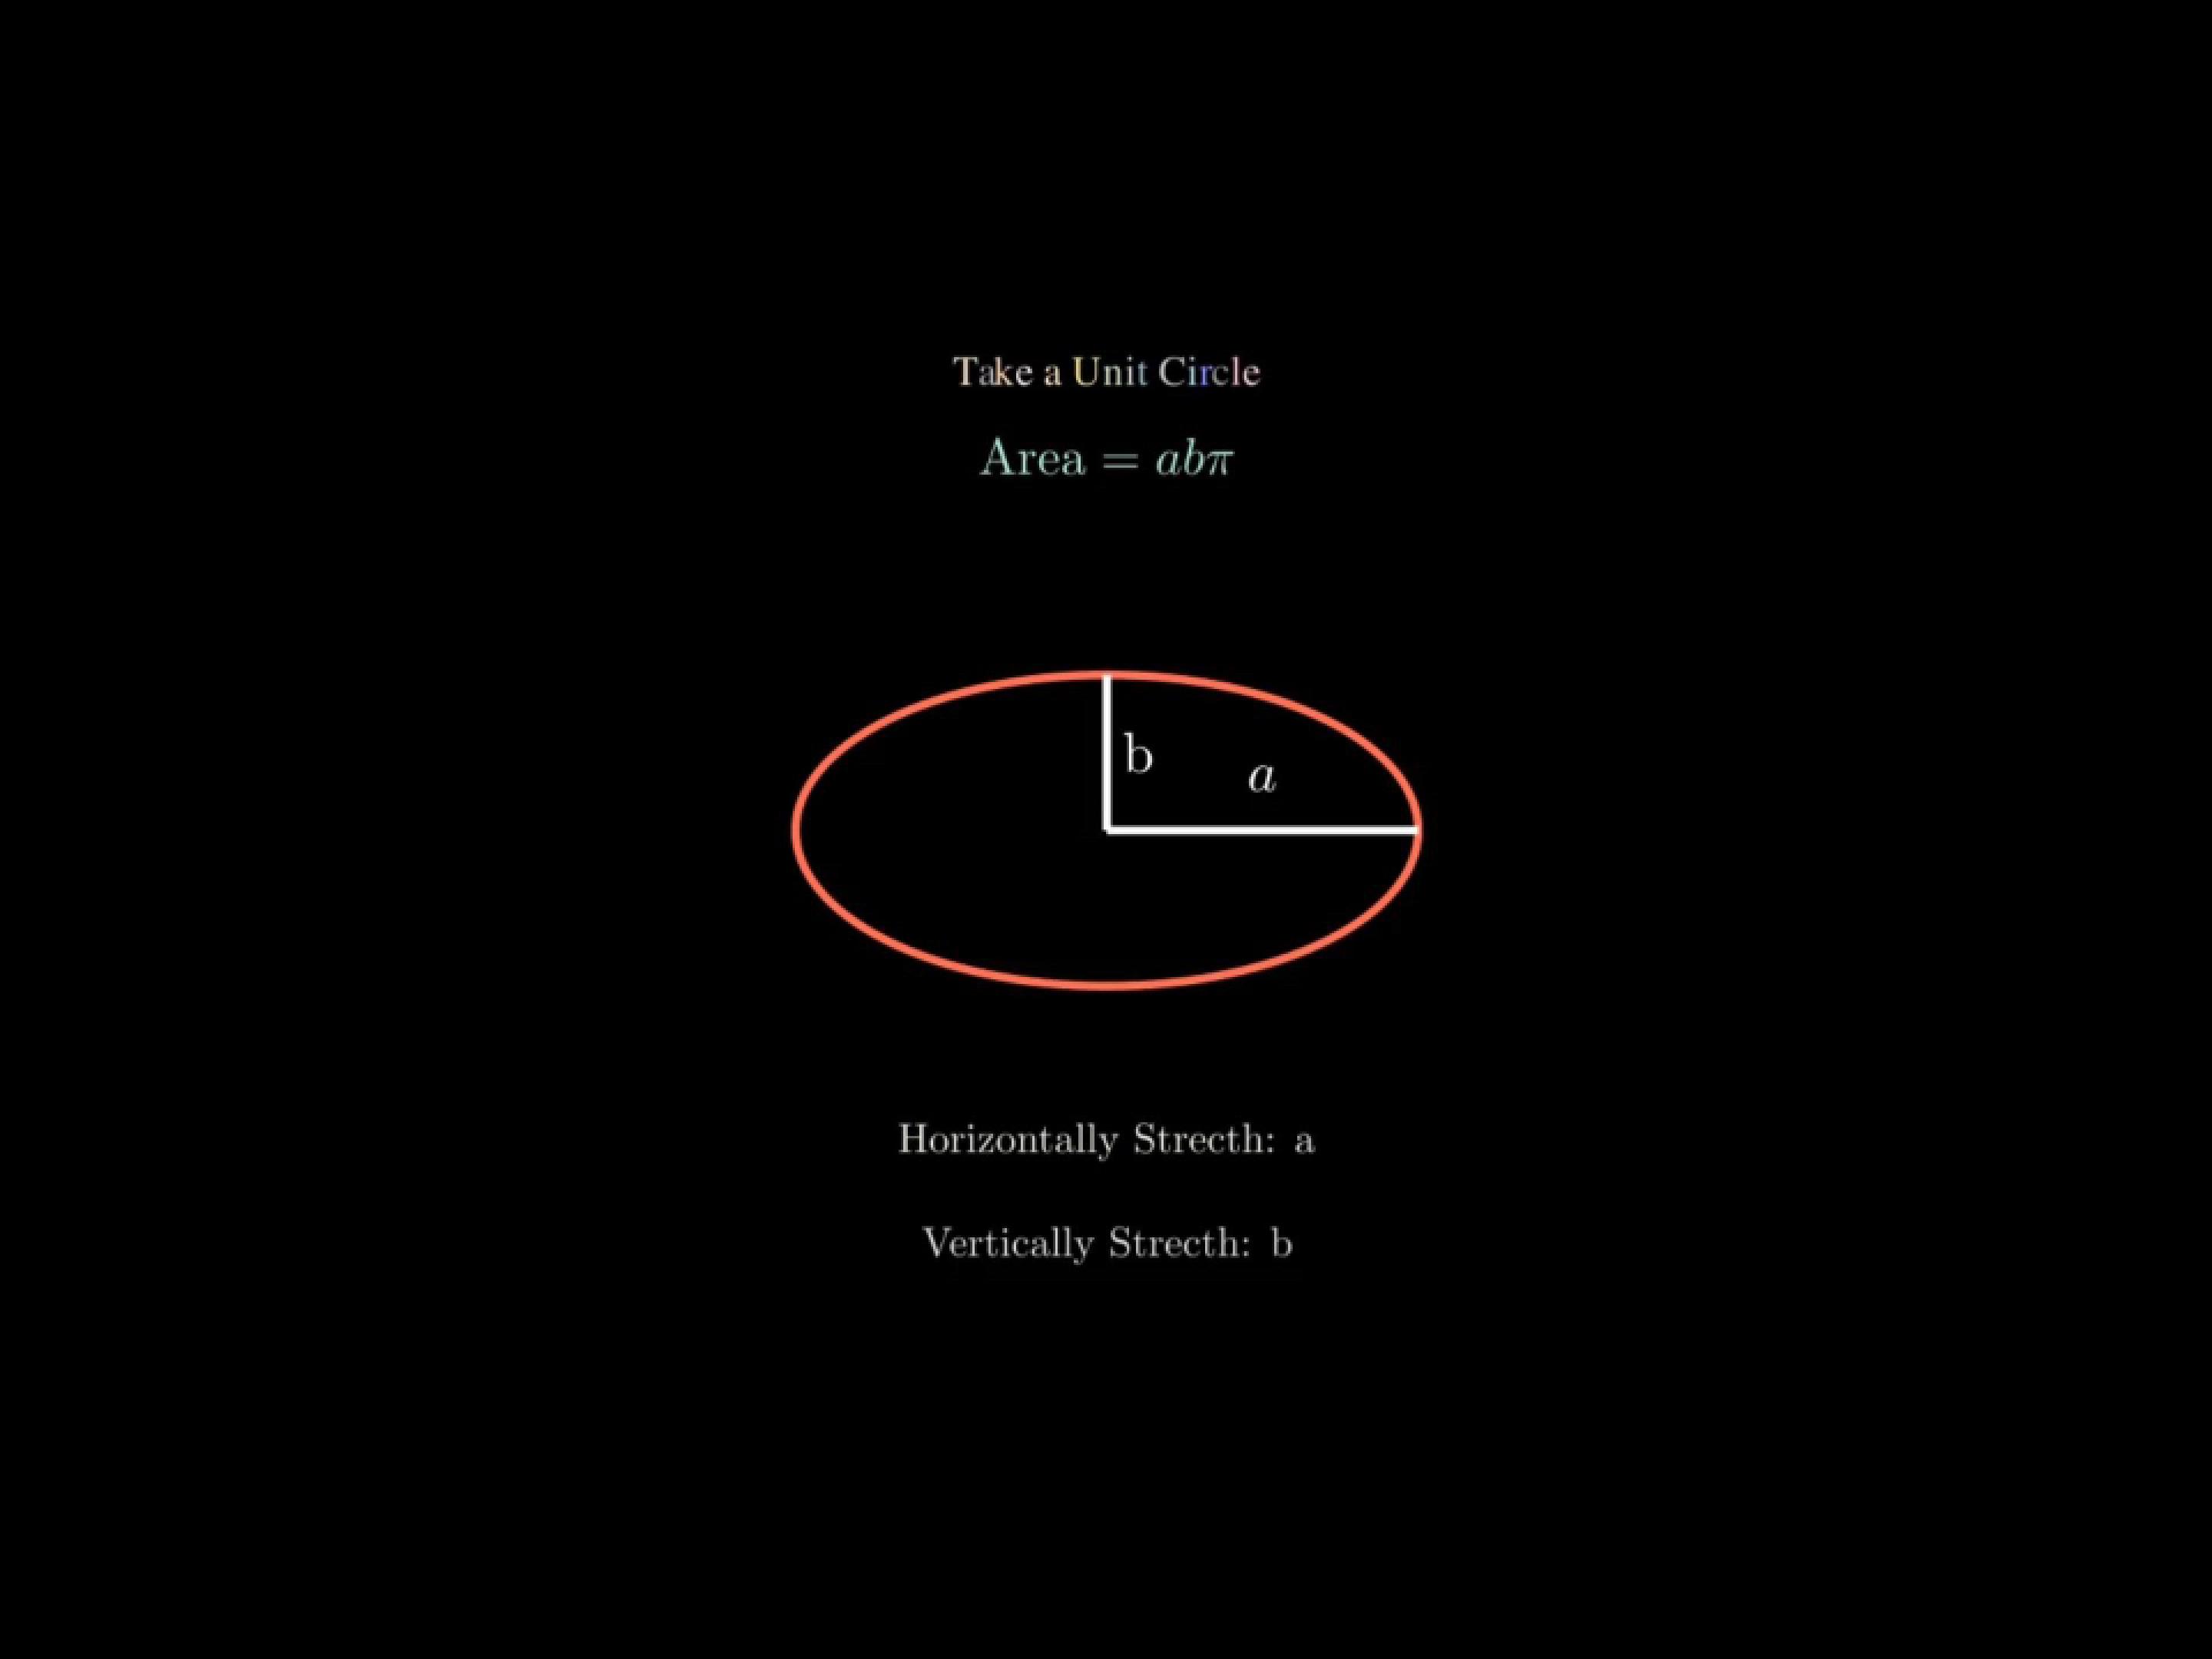 Take a Unit Circle
Area = abπ
b
a
Horizontally Strecth: a
Vertically Strecth: b